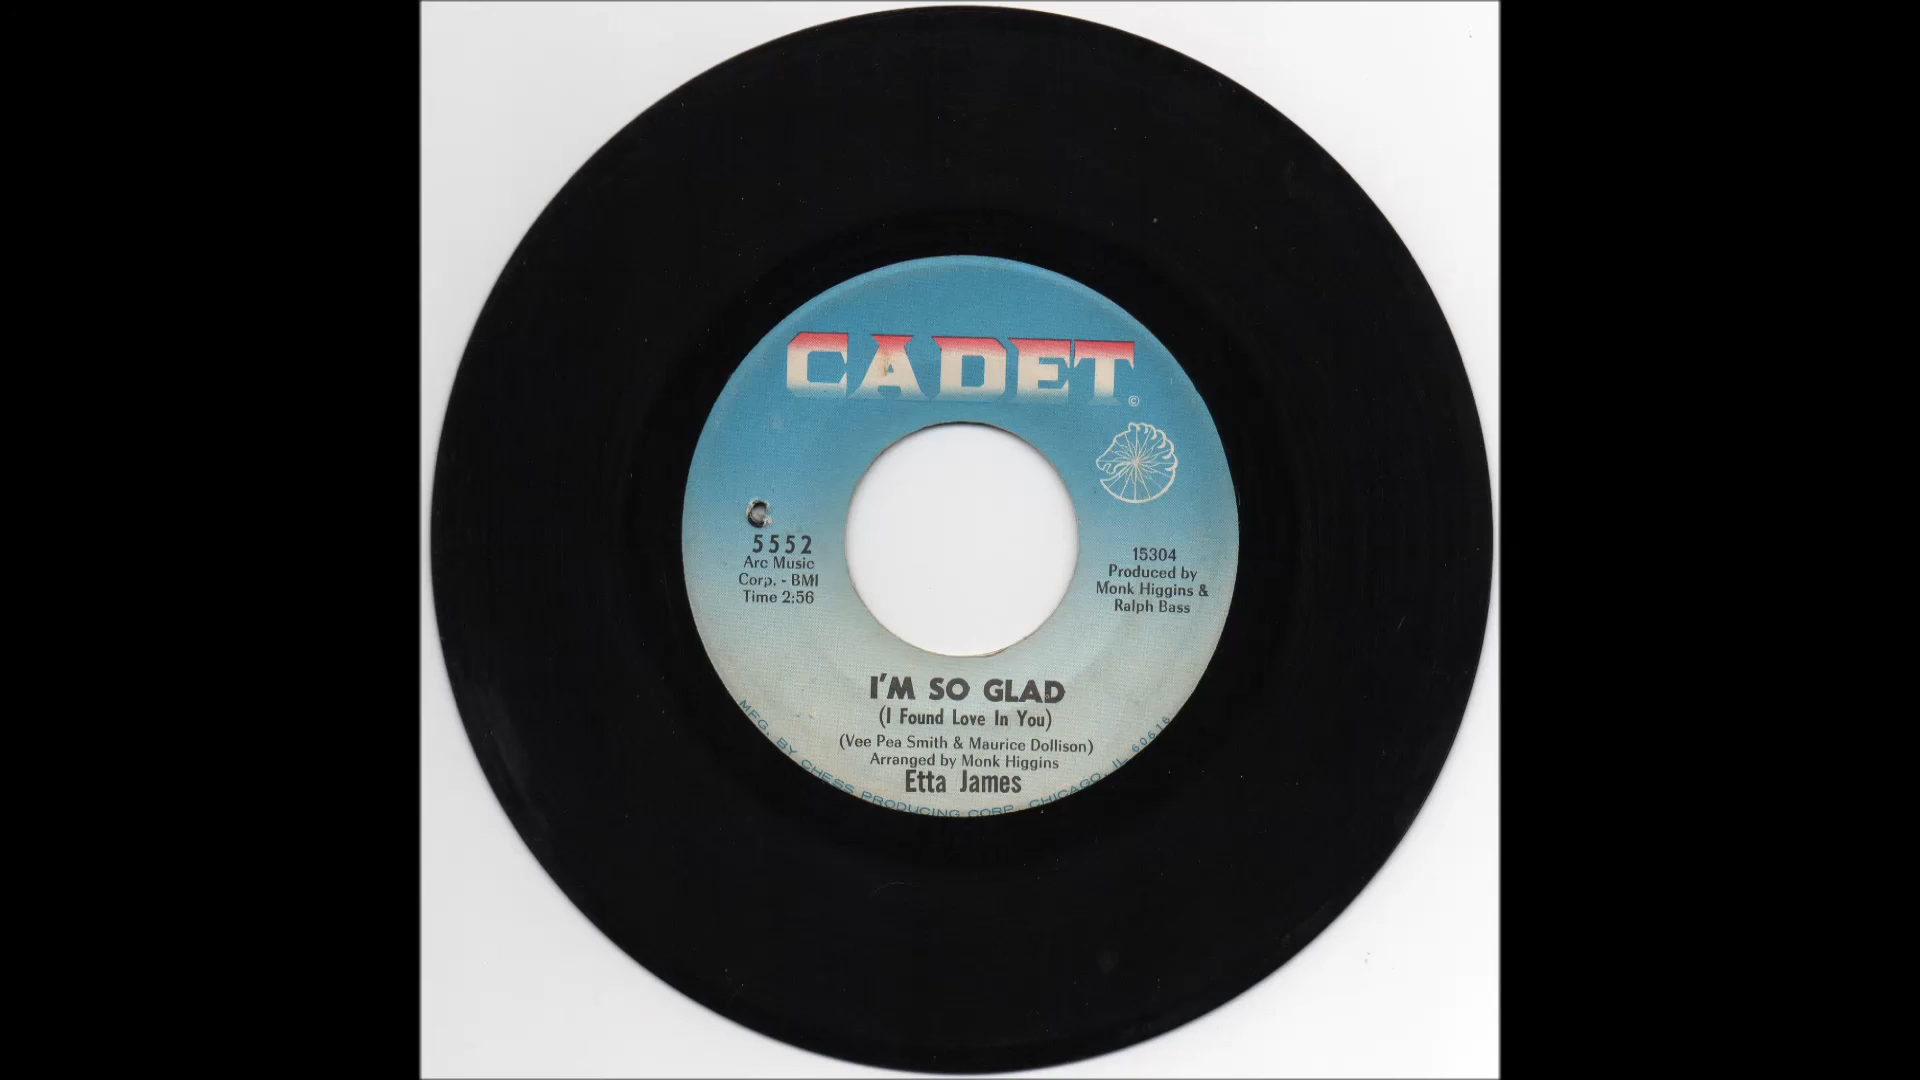 CADET
©
5552
Arc Music
Corp. - BMI
Time 2:56
15304
Produced by
Monk Higgins &
Ralph Bass
I'M SO GLAD
(I Found Love In You)
(Vee Pea Smith & Maurice Dollison)
Arranged by Monk Higgins
Etta James
MFG. BY CHESS PRODUCING CORP. CHICAGO, IL. 60616